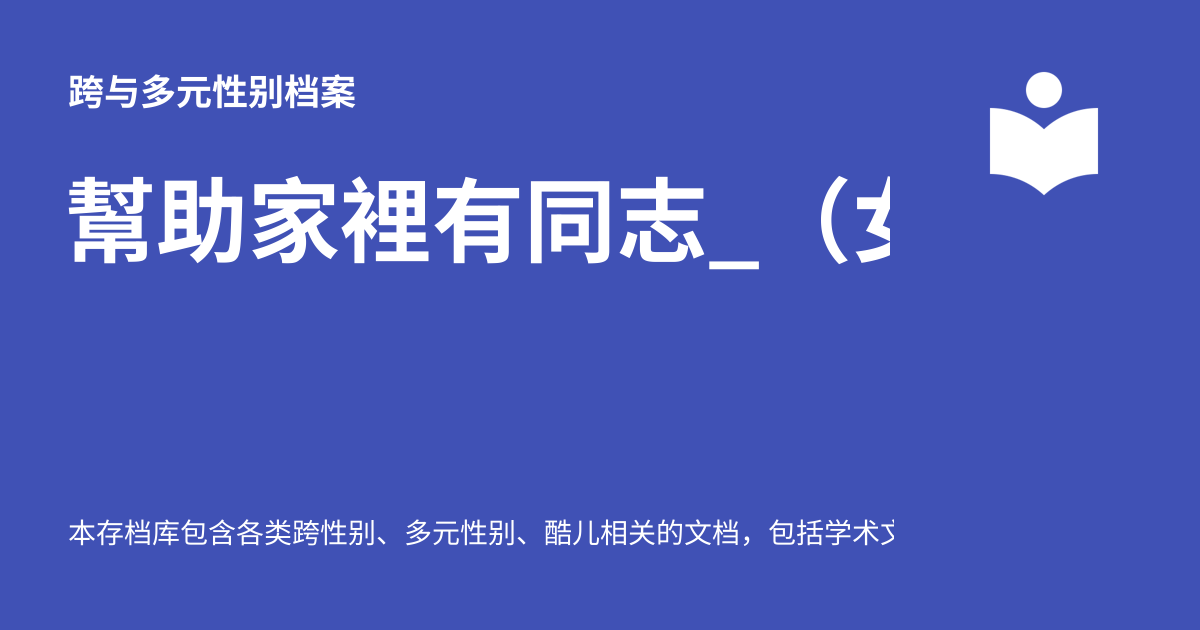 跨与多元性别档案
幫助家裡有同志_（
本存档库包含各类跨性别、多元性别、酷儿相关的文档，包括学术